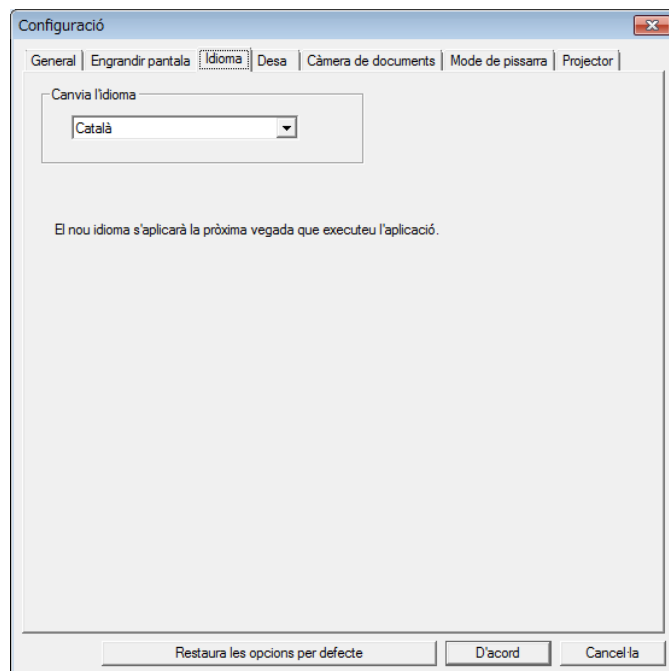 Configuració
General Engrandir pantala Idioma Desa Càmera de documents Mode de pissarra Projector
Canvia l'idioma
Català
El nou idioma s'aplicarà la pròxima vegada que executeu l'aplicació.
Restaura les opcions per defecte D'acord Cancel·la